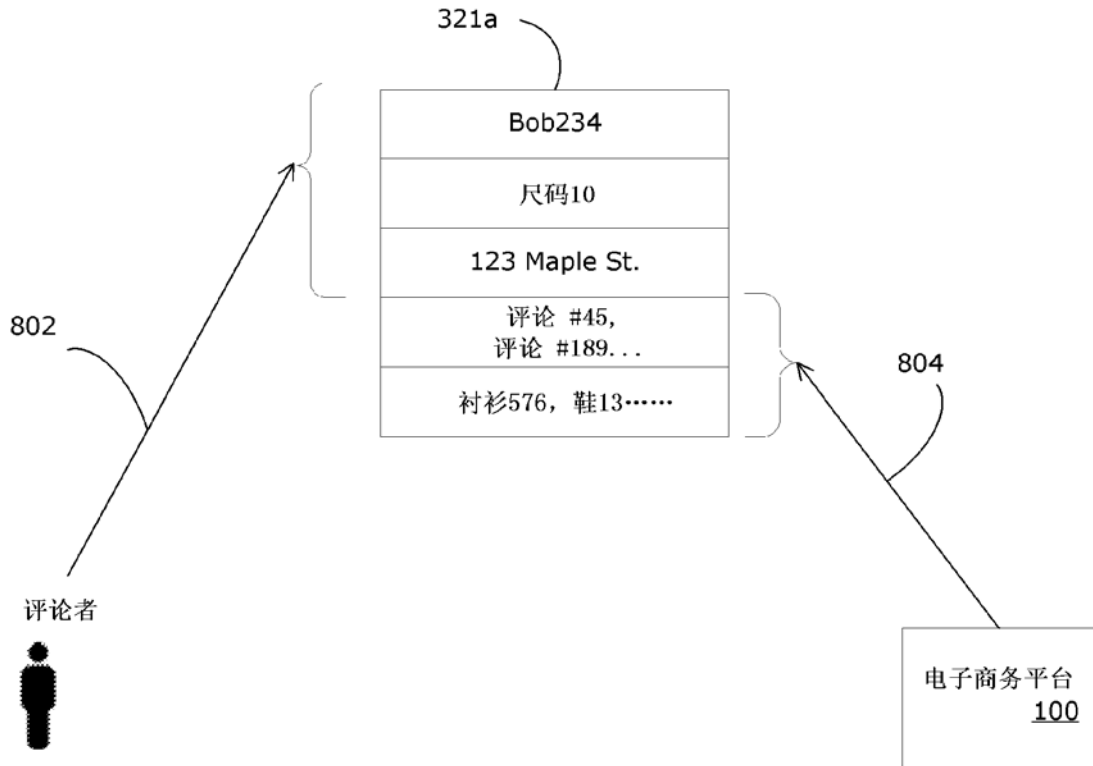 321a
Bob234
尺码10
123 Maple St.
评论 #45,
评论 #189...
衬衫576，鞋13……
802
804
评论者
电子商务平台
100